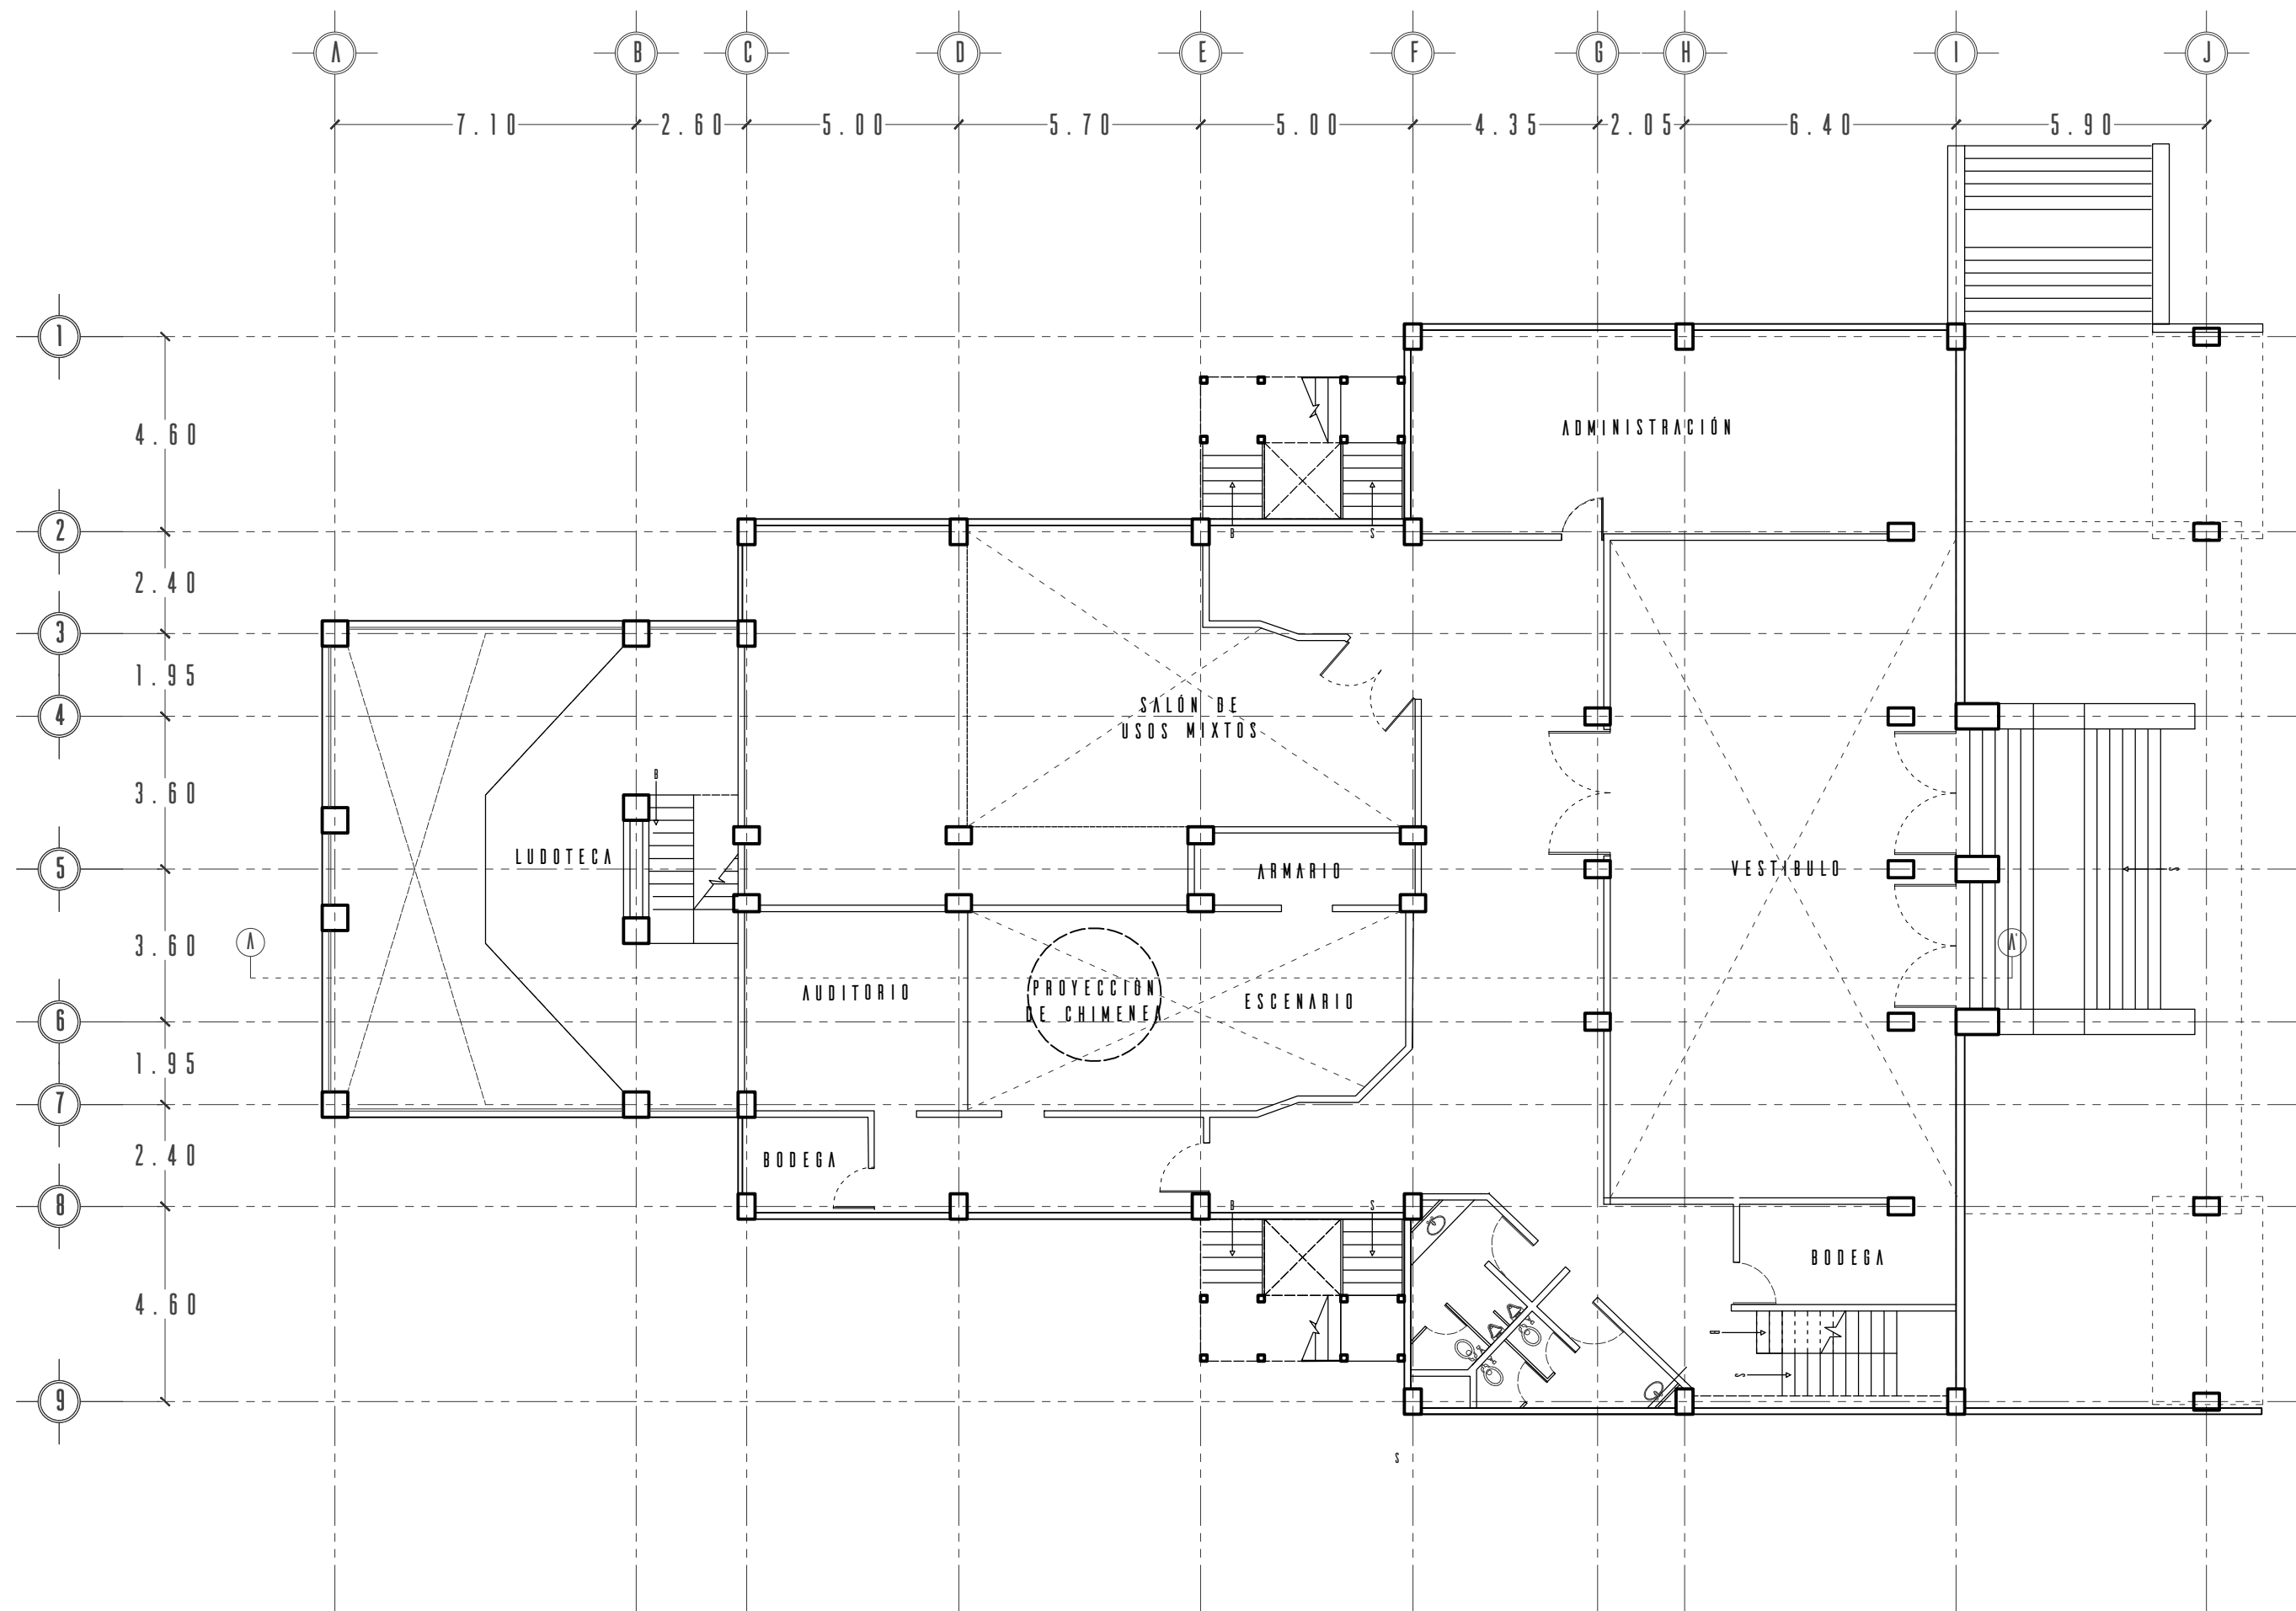 A B C D E F G H I J
7.10 2.60 5.00 5.70 5.00 4.35 2.05 6.40 5.90
1
4.60
ADMINISTRACIÓN
2
B S
2.40
3
1.95
4
SALÓN DE
USOS MIXTOS
B
3.60
LUDOTECA
5
ARMARIO
VESTIBULO
S
3.60
A
A'
AUDITORIO
PROYECCIÓN
DE CHIMENEA
ESCENARIO
6
1.95
7
2.40
BODEGA
8
B S
BODEGA
4.60
B
S
9
S